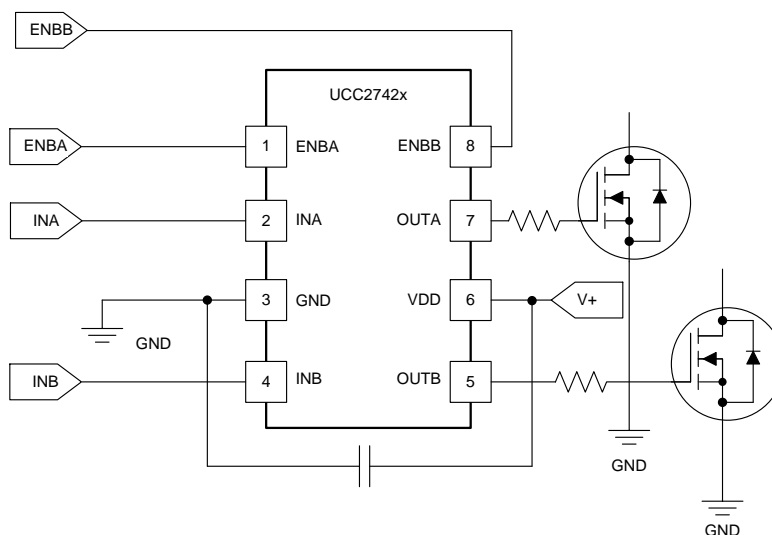 ENBB
UCC2742x
ENBA
1
ENBA
ENBB
8
INA
2
INA
OUTA
7
3
GND
VDD
6
V+
GND
INB
4
INB
OUTB
5
GND
GND